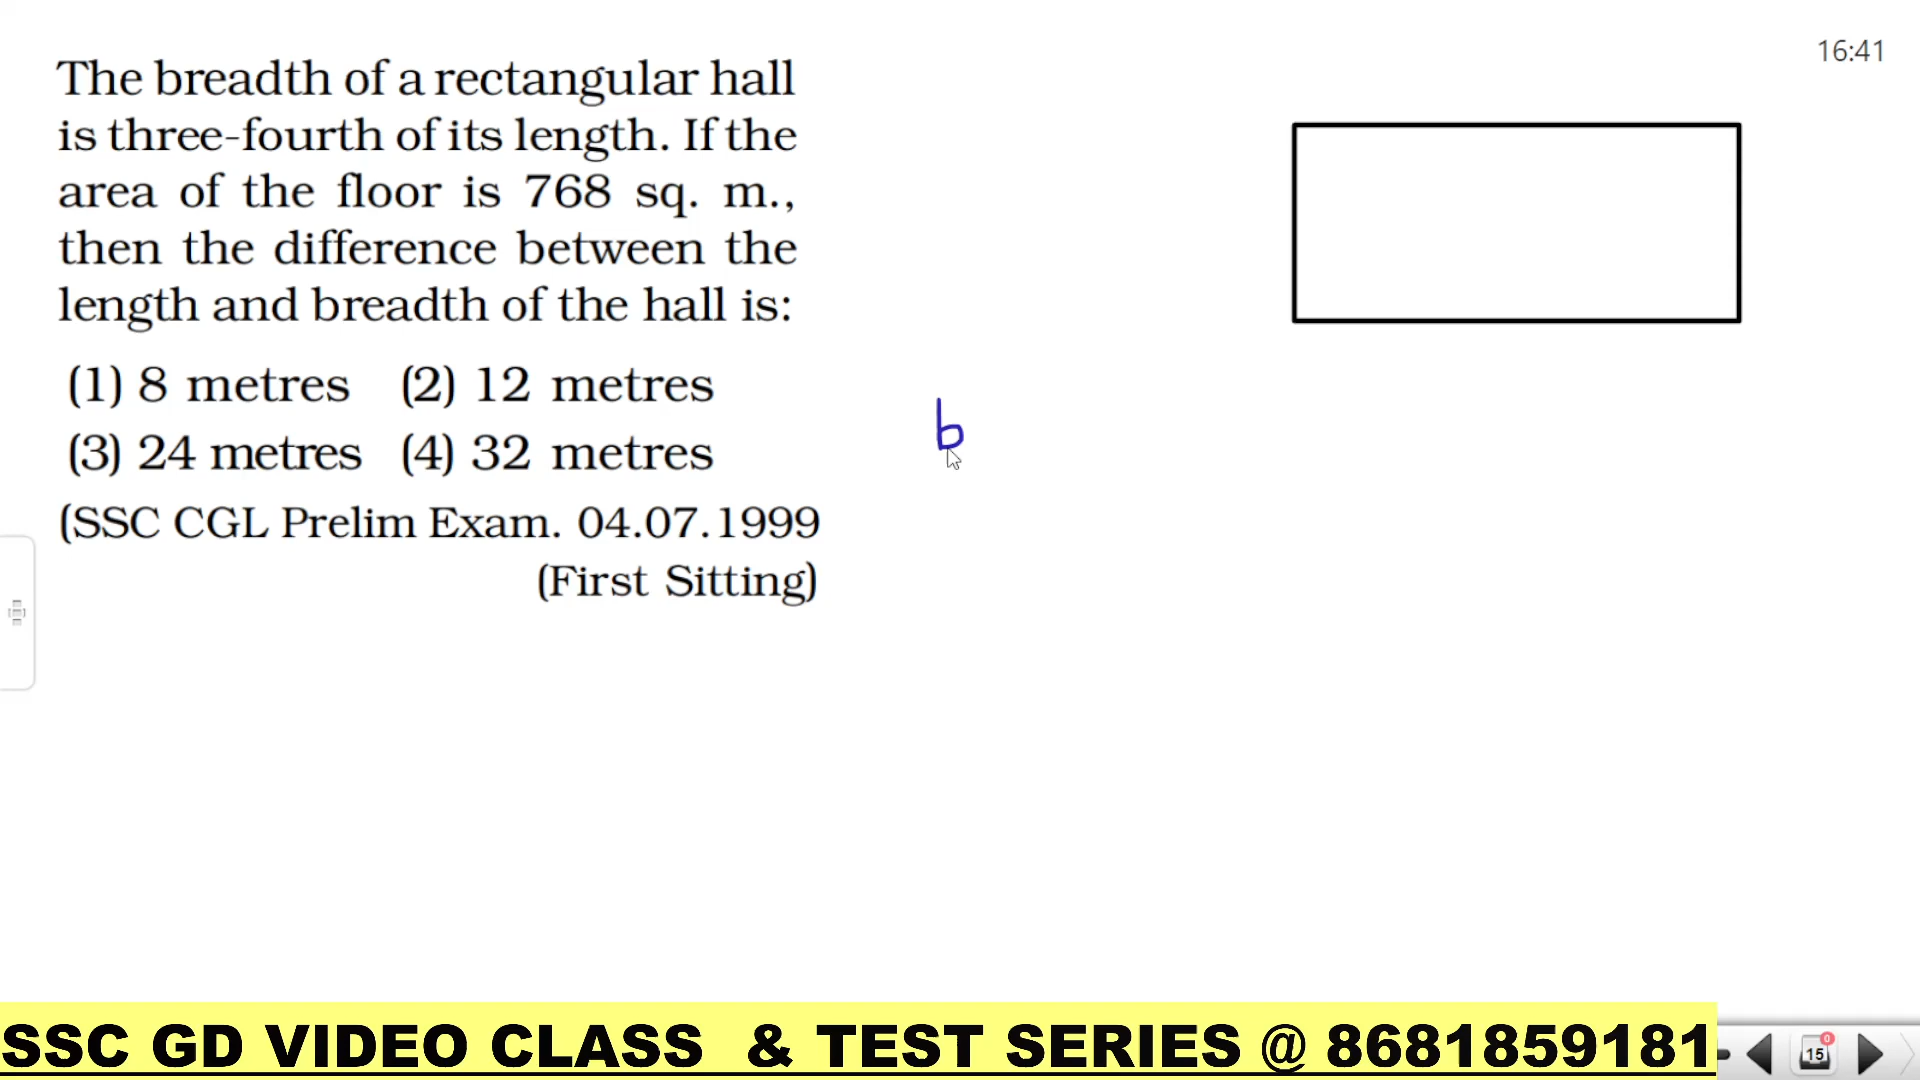 16:41
The breadth of a rectangular hall
is three-fourth of its length. If the
area of the floor is 768 sq. m.,
then the difference between the
length and breadth of the hall is:
(1) 8 metres (2) 12 metres
(3) 24 metres (4) 32 metres
b
(SSC CGL Prelim Exam. 04.07.1999
(First Sitting)
SSC GD VIDEO CLASS & TEST SERIES @ 8681859181
15
0